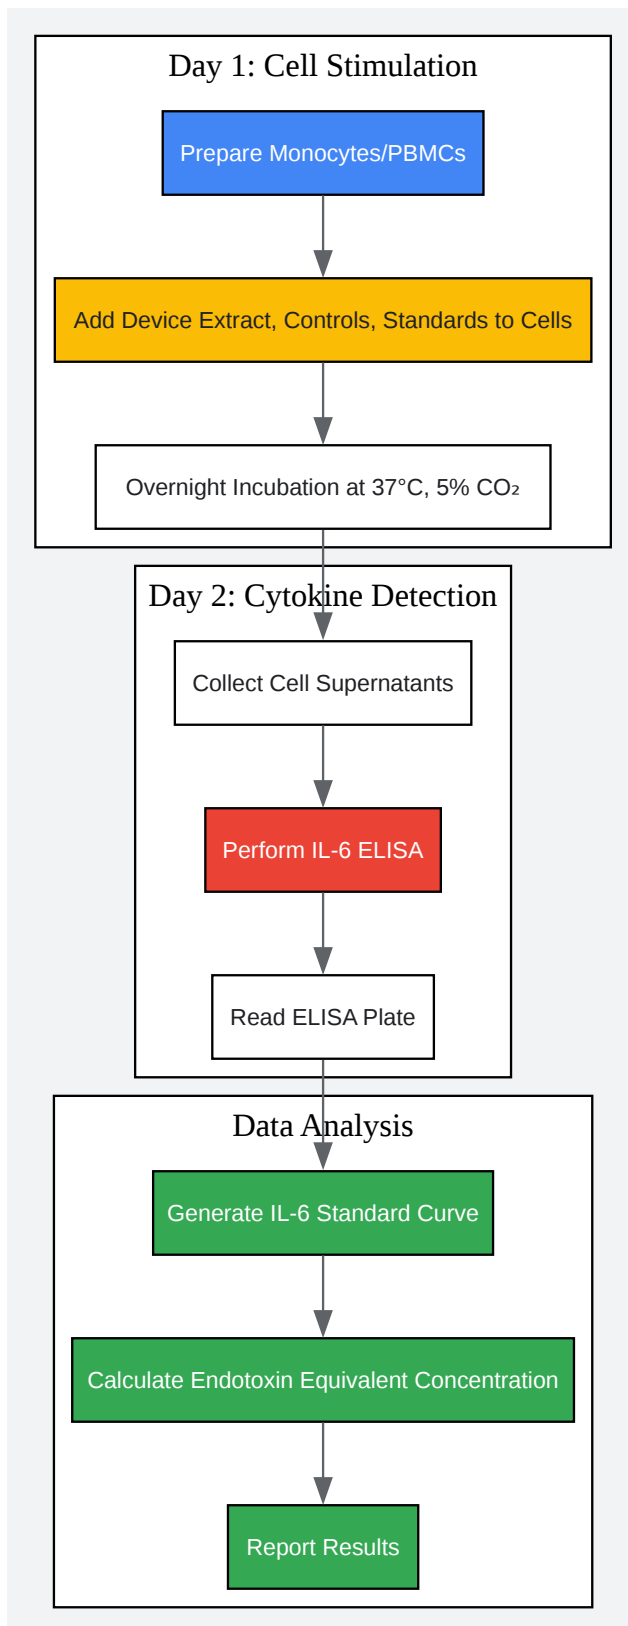 Day 1: Cell Stimulation
Prepare Monocytes/PBMCs
Add Device Extract, Controls, Standards to Cells
Overnight Incubation at 37°C, 5% CO₂
Day 2: Cytokine Detection
Collect Cell Supernatants
Perform IL-6 ELISA
Read ELISA Plate
Data Analysis
Generate IL-6 Standard Curve
Calculate Endotoxin Equivalent Concentration
Report Results